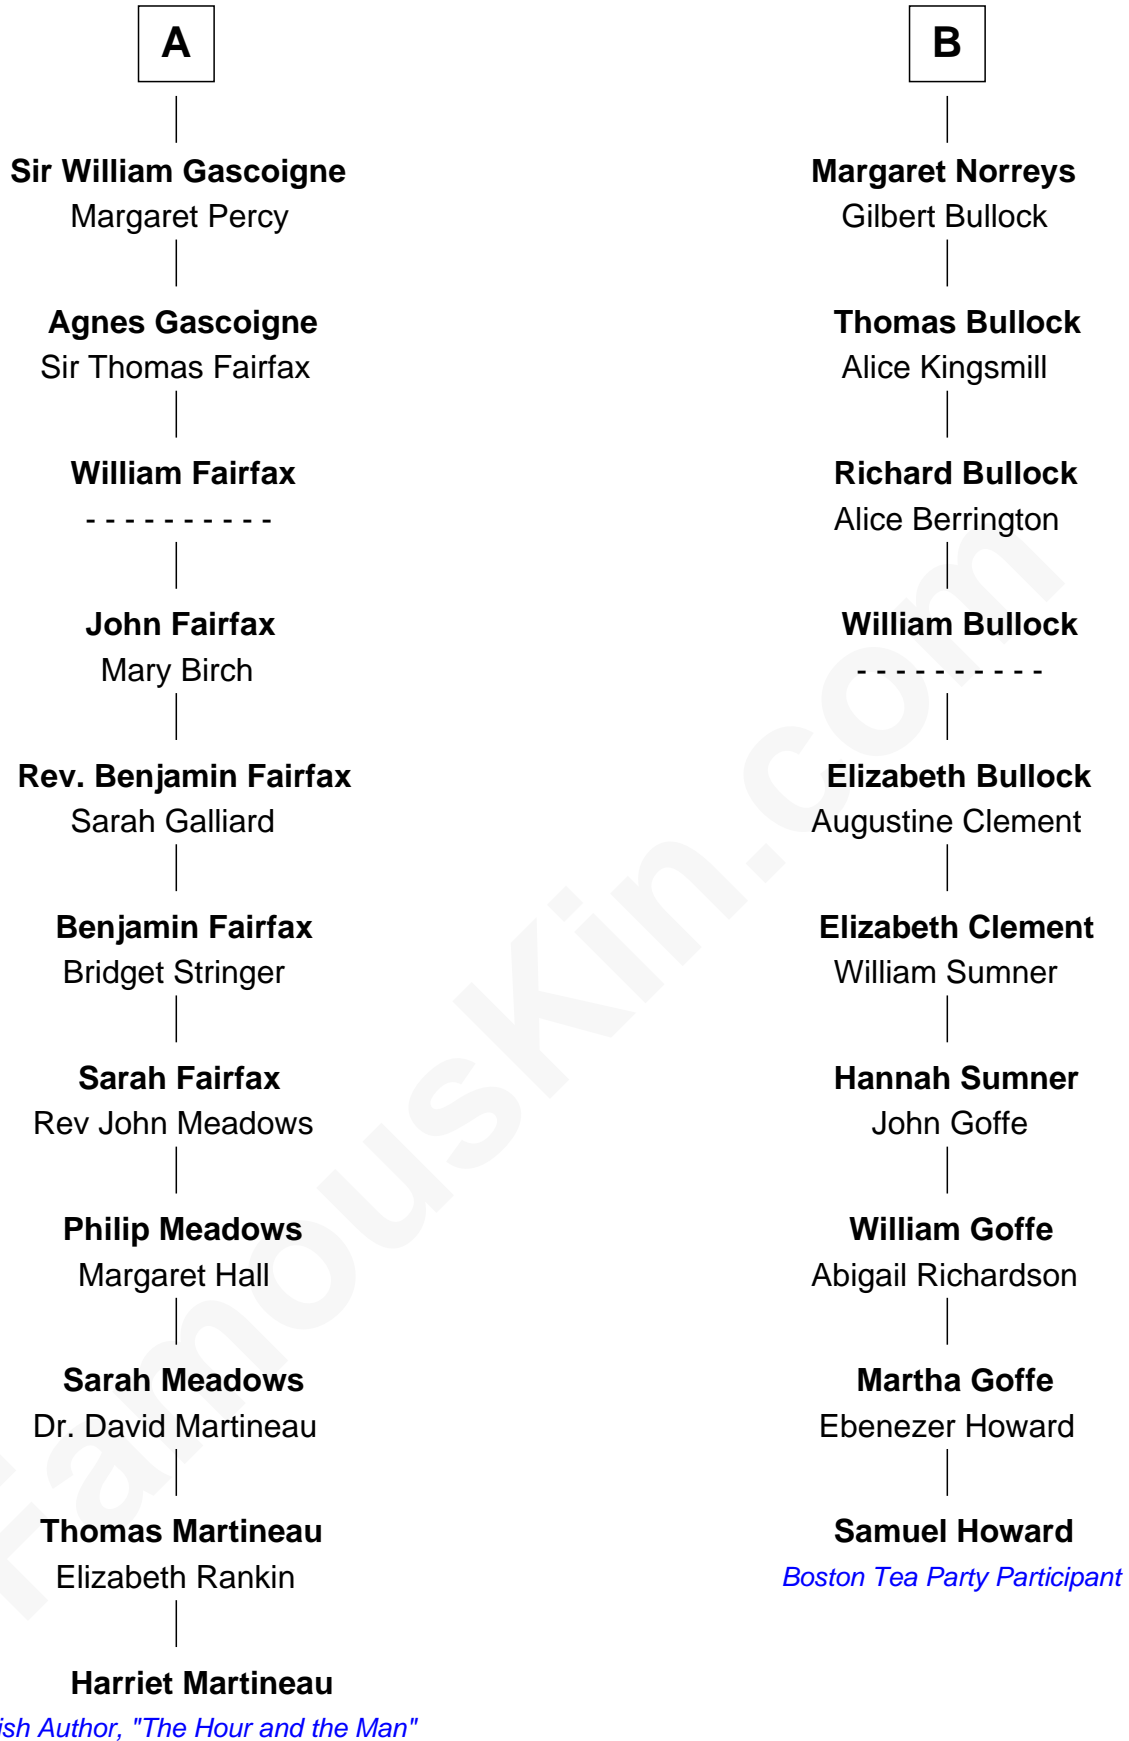 A
Sir William Gascoigne
Margaret Percy
Agnes Gascoigne
Sir Thomas Fairfax
William Fairfax
- - - - - - - - - -
John Fairfax
Mary Birch
Rev. Benjamin Fairfax
Sarah Galliard
Benjamin Fairfax
Bridget Stringer
Sarah Fairfax
Rev John Meadows
Philip Meadows
Margaret Hall
Sarah Meadows
Dr. David Martineau
Thomas Martineau
Elizabeth Rankin
Harriet Martineau
ish Author, "The Hour and the Man"
B
Margaret Norreys
Gilbert Bullock
Thomas Bullock
Alice Kingsmill
Richard Bullock
Alice Berrington
William Bullock
- - - - - - - - - -
Elizabeth Bullock
Augustine Clement
Elizabeth Clement
William Sumner
Hannah Sumner
John Goffe
William Goffe
Abigail Richardson
Martha Goffe
Ebenezer Howard
Samuel Howard
Boston Tea Party Participant
FamousKin.com